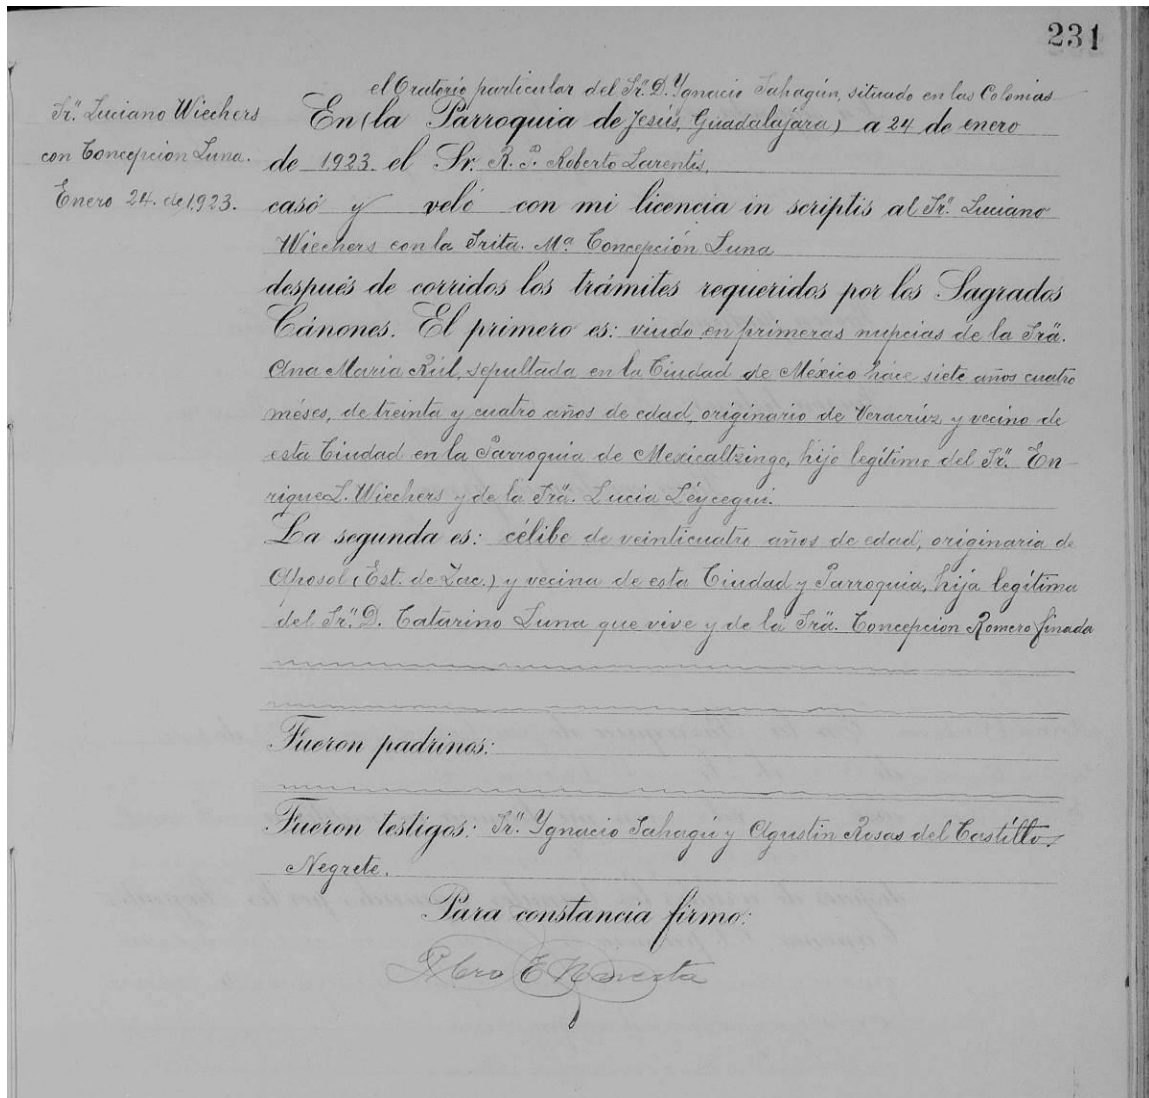 231
Sr. Luciano Wiechers
con Concepción Luna.
Enero 24. de 1923.
el Oratorio particular del Sr. D. Ygnacio Sahagún, situado en las Colonias
En (la Parroquia de Jesús, Guadalajara) a 24 de enero
de 1923. el Sr. R. P. Roberto Larentis,
casó y veló con mi licencia in scriptis al Sr. Luciano
Wiechers con la Srita. Ma. Concepción Luna
después de corridos los trámites requeridos por los Sagrados
Cánones. El primero es: viudo en primeras nupcias de la Sra.
Ana Maria Rúl, sepultada en la Ciudad de México hace siete años cuatro
méses, de treinta y cuatro años de edad, originario de Veracrúz y vecino de
esta Ciudad en la Parroquia de Mexicaltzingo, hijo legítimo del Sr. En-
rique L. Wiechers y de la Sra. Lucia Léycegui.
La segunda es: célibe de veinticuatro años de edad, originaria de
Aposol (Est. de Zac.) y vecina de esta Ciudad y Parroquia, hija legítima
del Sr. D. Catarino Luna que vive y de la Sra. Concepción Romero finada
Fueron padrinos:
Fueron testigos: Sr. Ygnacio Sahagú y Agustin Rosas del Castillo
Negrete.
Para constancia firmo:
Pbro E